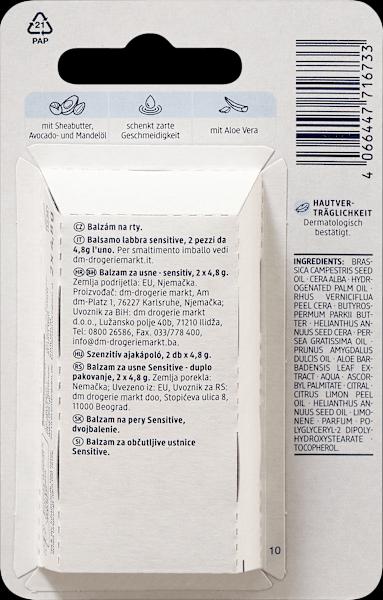 21
PAP
mit Sheabutter,
Avocado- und Mandelöl
schenkt zarte
Geschmeidigkeit
mit Aloe Vera
4 066447 716733
HAUTVER-
TRÄGLICHKEIT
Dermatologisch
bestätigt.
CZ Balzám na rty.
IT Balsamo labbra sensitive, 2 pezzi da
4,8g l'uno. Per smaltimento imballo vedi
dm-drogeriemarkt.it.
HR BH Balzam za usne - sensitiv, 2 x 4,8 g.
Zemlja podrijetla: EU, Njemačka.
Proizvođač: dm-drogerie markt, Am
dm-Platz 1, 76227 Karlsruhe, Njemačka;
Uvoznik za BiH: dm drogerie markt
d.o.o., Lužansko polje 40b, 71210 Ilidža,
Tel: 0800 26586, Fax. 033/778 400,
info@dm-drogeriemarkt.ba.
HU Szenzitív ajakápoló, 2 db x 4,8 g.
RS Balzam za usne Sensitive - duplo
pakovanje, 2 x 4,8 g. Zemlja porekla:
Nemačka; Uvezeno iz: EU, Uvoznik za RS:
dm drogerie markt doo, Stopićeva ulica 8,
11000 Beograd.
SK Balzam na pery Sensitive,
dvojbalenie.
SI Balzam za občutljive ustnice
Sensitive.
INGREDIENTS: BRAS-
SICA CAMPESTRIS SEED
OIL · CERA ALBA · HYDR-
OGENATED PALM OIL ·
RHUS VERNICIFLUA
PEEL CERA · BUTYROS-
PERMUM PARKII BUT-
TER · HELIANTHUS AN-
NUUS SEED OIL · PER-
SEA GRATISSIMA OIL ·
PRUNUS AMYGDALUS
DULCIS OIL · ALOE BAR-
BADENSIS LEAF EX-
TRACT · AQUA · ASCOR-
BYL PALMITATE · CITRAL ·
CITRUS LIMON PEEL
OIL · HELIANTHUS AN-
NUUS SEED OIL · LIMO-
NENE · PARFUM · PO-
LYGLYCERYL-2 DIPOLY-
HYDROXYSTEARATE ·
TOCOPHEROL.
10